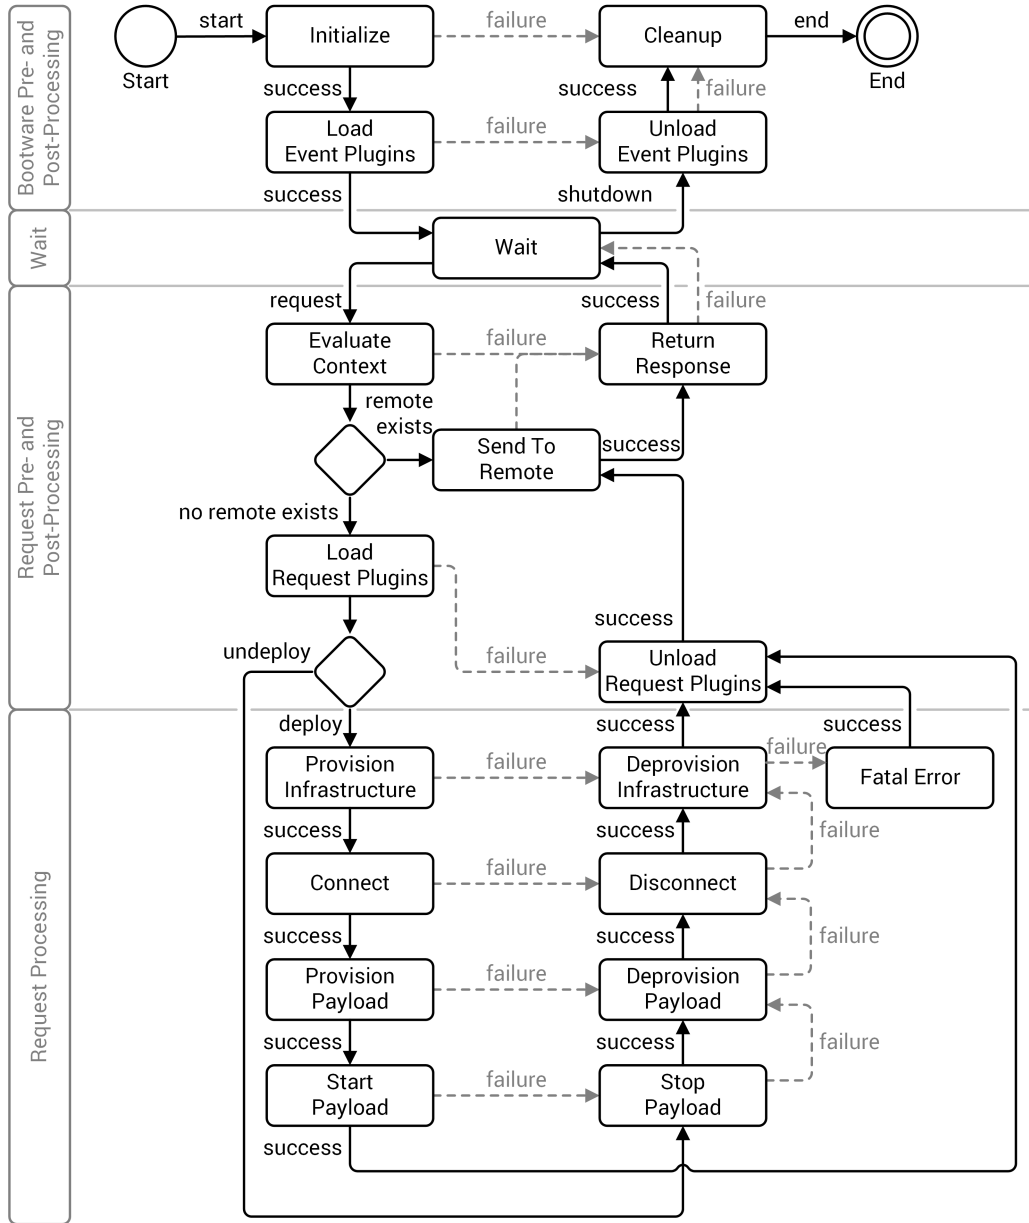 Bootware Pre- and
Post-Processing
start
Initialize
failure
Cleanup
end
Start
End
success
success
failure
Load
Event Plugins
failure
Unload
Event Plugins
success
shutdown
Wait
Wait
request
success
failure
Request Pre- and
Post-Processing
Evaluate
Context
failure
Return
Response
remote
exists
Send To
Remote
success
no remote exists
Load
Request Plugins
success
undeploy
failure
Unload
Request Plugins
Request Processing
deploy
success
success
Provision
Infrastructure
failure
Deprovision
Infrastructure
failure
Fatal Error
success
success
failure
Connect
failure
Disconnect
success
success
failure
Provision
Payload
failure
Deprovision
Payload
success
success
failure
Start
Payload
failure
Stop
Payload
success